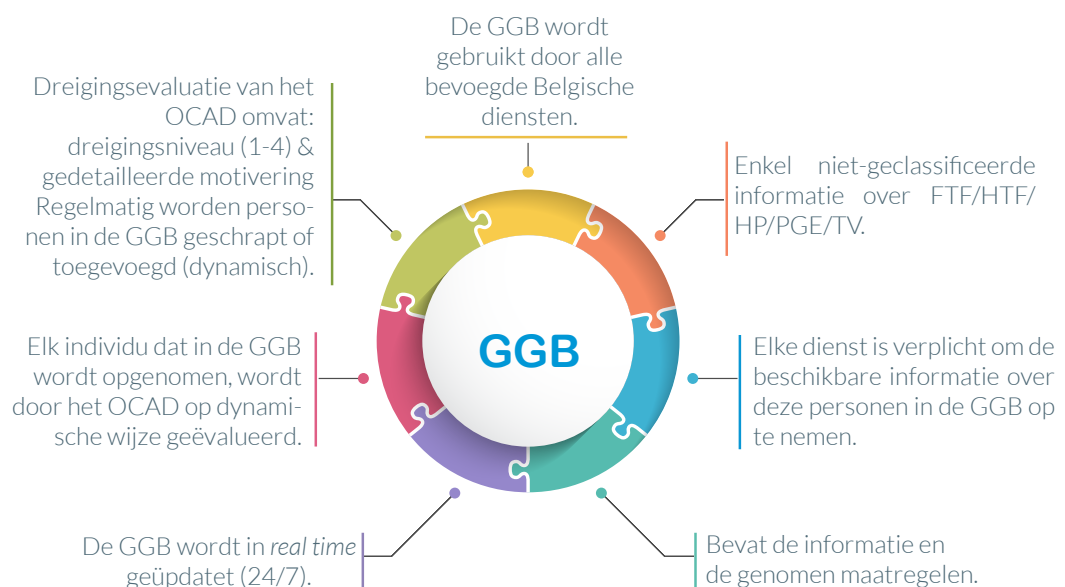 De GGB wordt
gebruikt door alle
bevoegde Belgische
diensten.
Dreigingsevaluatie van het
OCAD omvat:
dreigingsniveau (1-4) &
gedetailleerde motivering
Regelmatig worden perso-
nen in de GGB geschrapt of
toegevoegd (dynamisch).
Enkel niet-geclassificeerde
informatie over FTF/HTF/
HP/PGE/TV.
GGB
Elk individu dat in de GGB
wordt opgenomen, wordt
door het OCAD op dynami-
sche wijze geëvalueerd.
Elke dienst is verplicht om de
beschikbare informatie over
deze personen in de GGB op
te nemen.
De GGB wordt in real time
geüpdatet (24/7).
Bevat de informatie en
de genomen maatregelen.